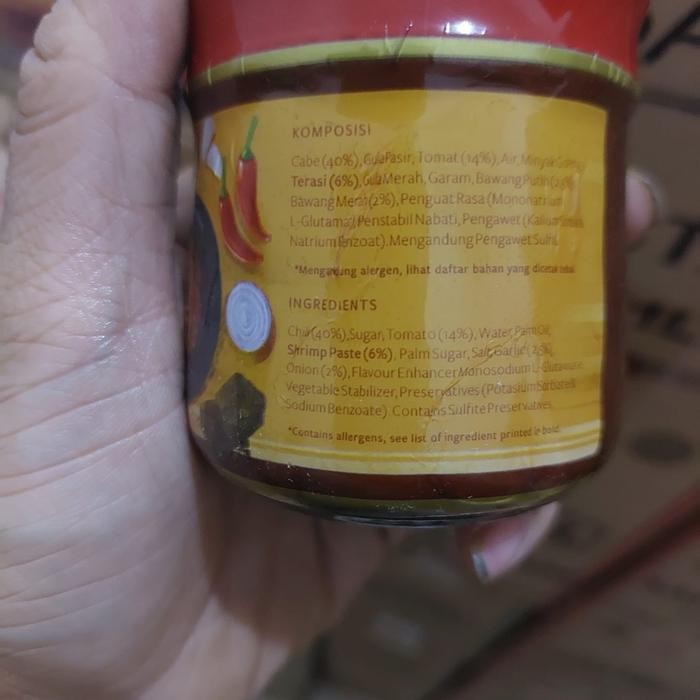 KOMPOSISI
Cabe (40%), Gula Pasir, Tomat (14%), Air, Minyak Goreng,
Terasi (6%), Gula Merah, Garam, Bawang Putih (2%),
Bawang Merah (2%), Penguat Rasa (Mononatrium
L-Glutamat), Penstabil Nabati, Pengawet (Kalium Sorbat &
Natrium Benzoat). Mengandung Pengawet Sulfit.
*Mengandung alergen, lihat daftar bahan yang dicetak tebal
INGREDIENTS
Chili (40%), Sugar, Tomato (14%), Water, Palm Oil,
Shrimp Paste (6%), Palm Sugar, Salt, Garlic (2%),
Onion (2%), Flavour Enhancer Monosodium L-Glutamate,
Vegetable Stabilizer, Preservatives (Potassium Sorbate &
Sodium Benzoate). Contains Sulfite Preservatives.
*Contains allergens, see list of ingredient printed in bold.